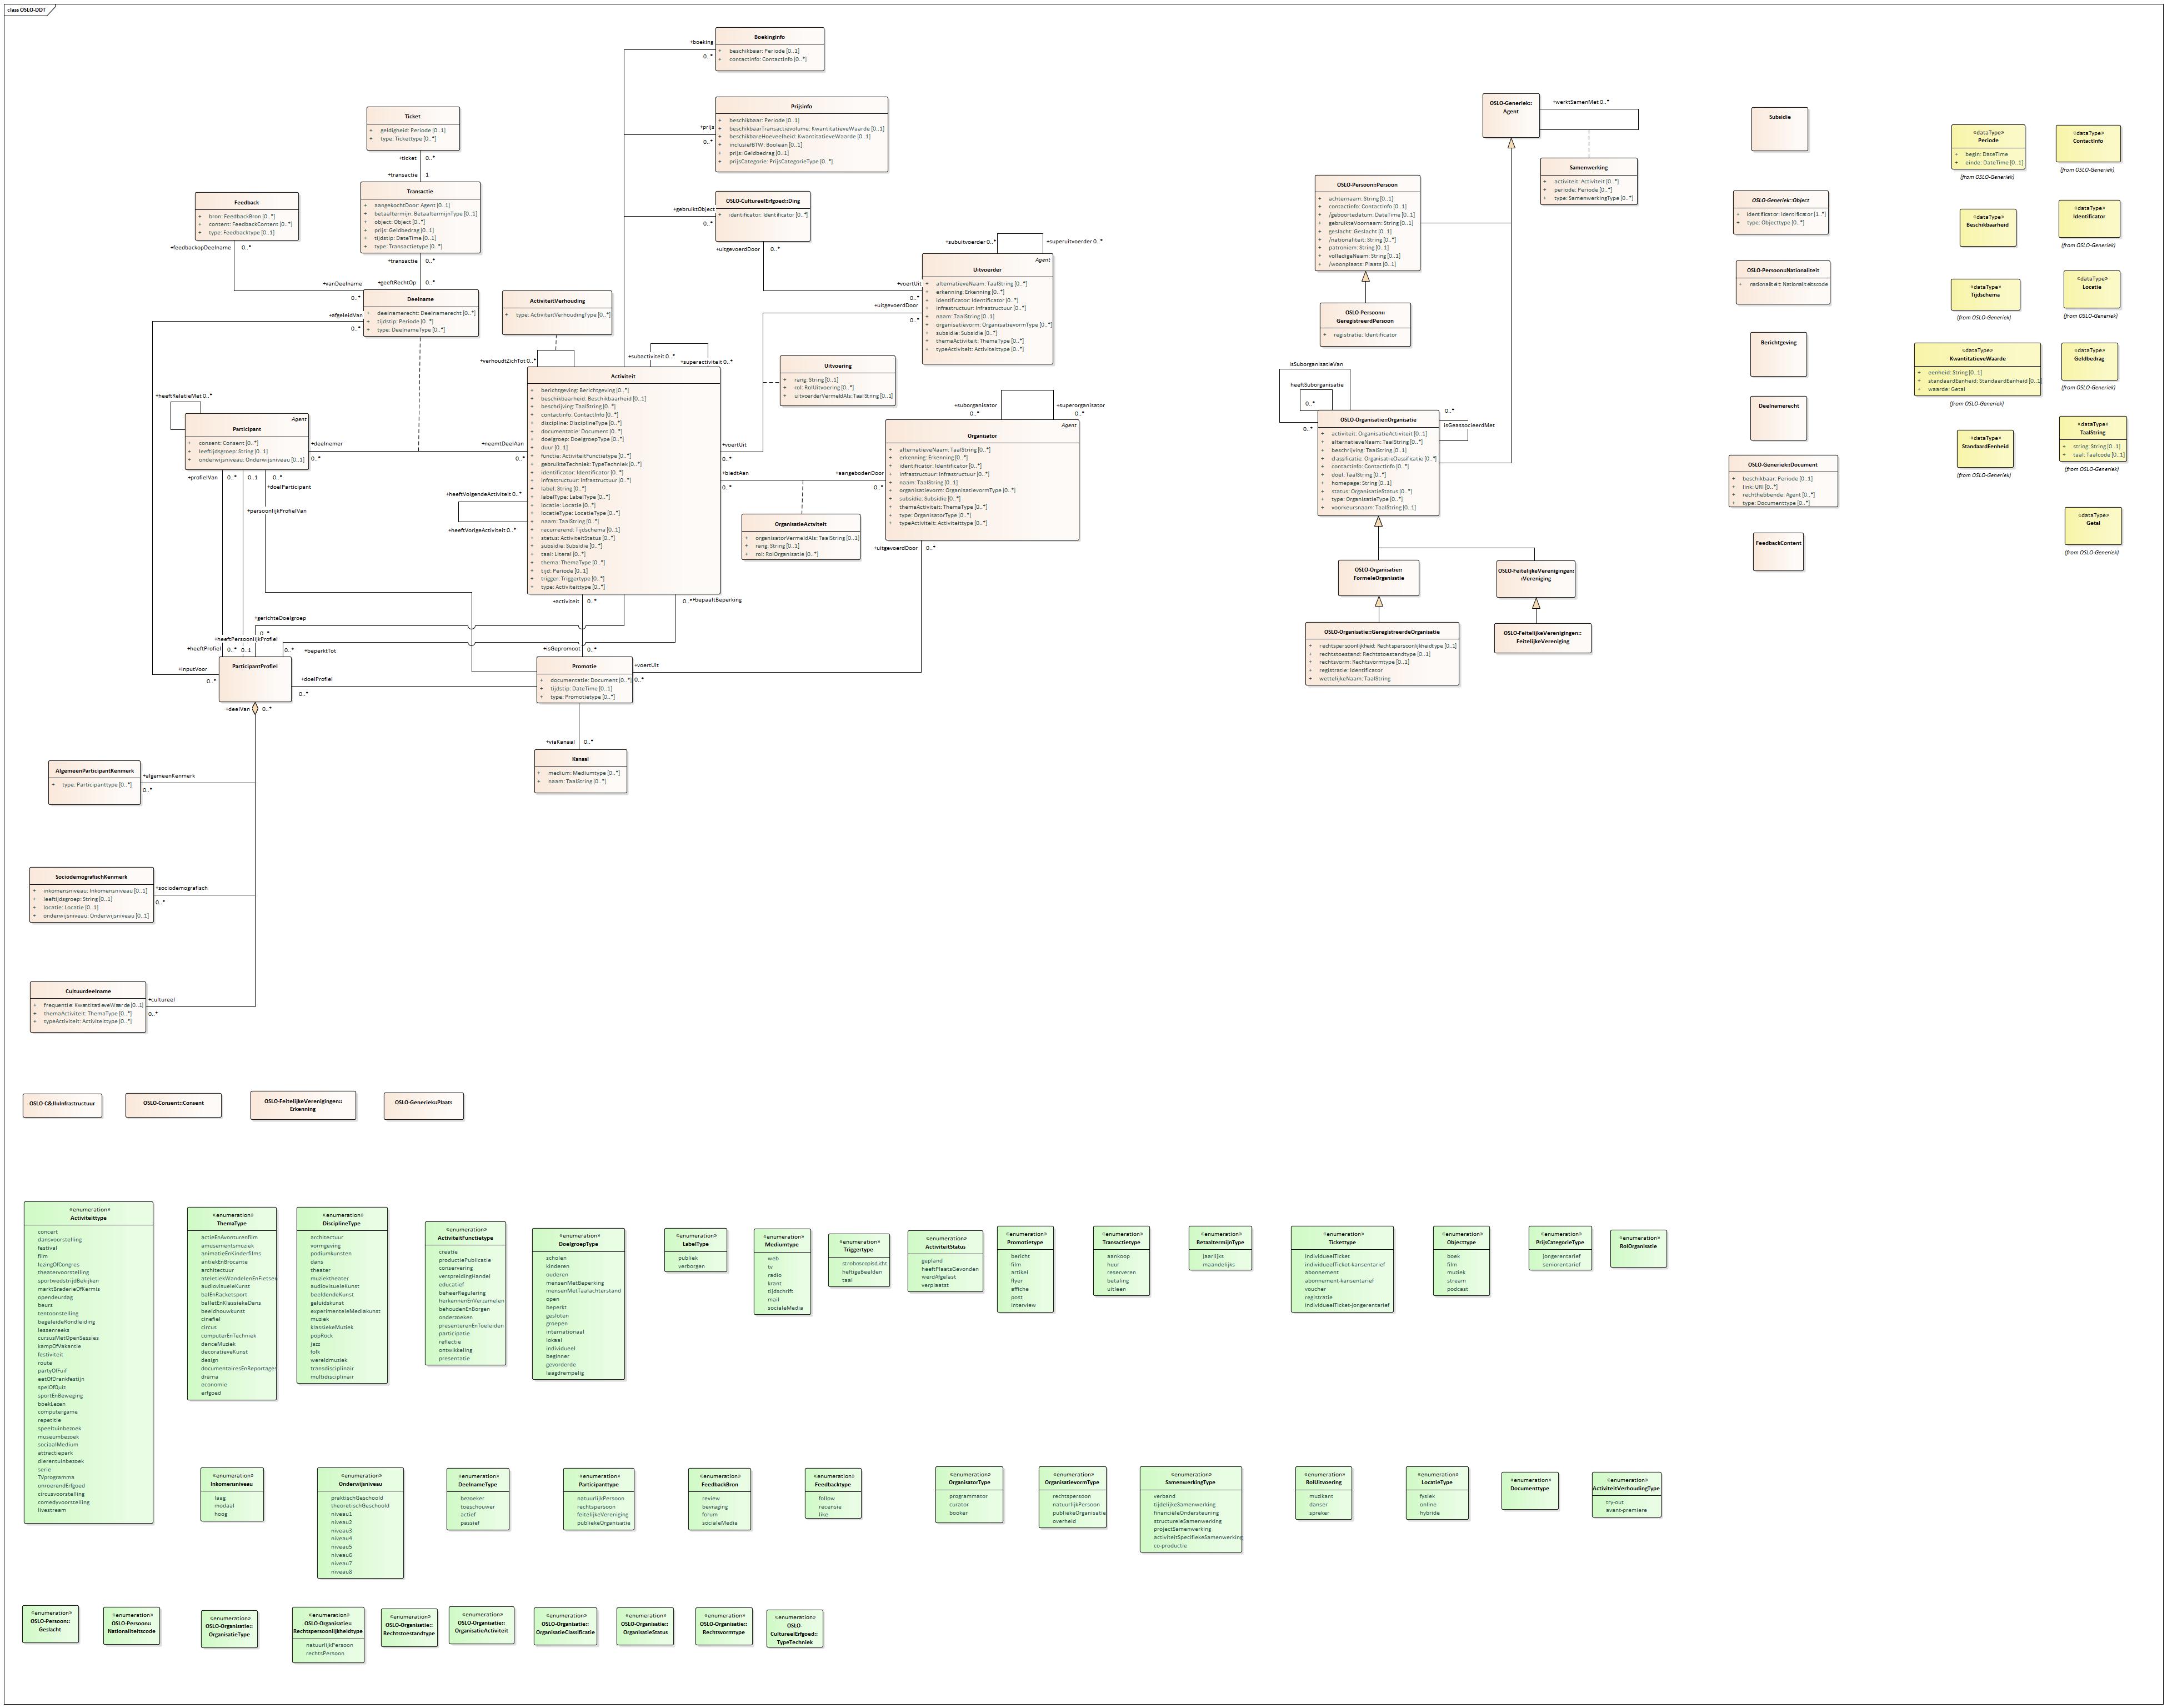 class OSLO-DDT
Boekinginfo
+ beschikbaar: Periode [0..1]
+ contactinfo: ContactInfo [0..*]
+boeking
0..*
Prijsinfo
+ beschikbaar: Periode [0..1]
+ beschikbaarTransactievolume: KwantitatieveWaarde [0..1]
+ beschikbareHoeveelheid: KwantitatieveWaarde [0..1]
+ inclusiefBTW: Boolean [0..1]
+ prijs: Geldbedrag [0..1]
+ prijsCategorie: PrijsCategorieType [0..*]
+prijs
0..*
OSLO-CultureelErfgoed::Ding
+ identificator: Identificator [0..*]
+gebruiktObject
0..*
+uitgevoerdDoor
0..*
Ticket
+ geldigheid: Periode [0..1]
+ type: Tickettype [0..*]
+ticket 0..*
+transactie 1
Transactie
+ aangekochtDoor: Agent [0..1]
+ betaaltermijn: BetaaltermijnType [0..1]
+ object: Object [0..*]
+ prijs: Geldbedrag [0..1]
+ tijdstip: DateTime [0..1]
+ type: Transactietype [0..*]
+transactie 0..*
+geeftRechtOp 0..*
Feedback
+ bron: FeedbackBron [0..*]
+ content: FeedbackContent [0..*]
+ type: Feedbacktype [0..1]
+feedbackopDeelname 0..*
+vanDeelname
0..*
Deelname
+ deelnamerecht: Deelnamerecht [0..*]
+ tijdstip: Periode [0..1]
+ type: DeelnameType [0..*]
+afgeleidVan
0..*
ActiviteitVerhouding
+ type: ActiviteitVerhoudingType [0..*]
+verhoudtZichTot 0..*
+subactiviteit 0..*
+superactiviteit 0..*
Activiteit
+ berichtgeving: Berichtgeving [0..*]
+ beschikbaarheid: Beschikbaarheid [0..*]
+ beschrijving: TaalString [0..*]
+ contactinfo: ContactInfo [0..*]
+ discipline: DisciplineType [0..*]
+ documentatie: Document [0..*]
+ doelgroep: DoelgroepType [0..*]
+ duur [0..1]
+ functie: ActiviteitFunctietype [0..*]
+ gebruikteTechniek: TypeTechniek [0..*]
+ identificator: Identificator [0..*]
+ infrastructuur: Infrastructuur [0..*]
+ label: String [0..*]
+ labelType: LabelType [0..*]
+ locatie: Locatie [0..*]
+ locatieType: LocatieType [0..*]
+ naam: TaalString [0..*]
+ recurrerend: Tijdschema [0..*]
+ status: ActiviteitStatus [0..*]
+ subsidie: Subsidie [0..*]
+ taal: Literal [0..*]
+ thema: ThemaType [0..*]
+ tijd: Periode [0..1]
+ trigger: Triggertype [0..*]
+ type: Activiteittype [0..*]
+heeftVolgendeActiviteit 0..*
+heeftVorigeActiviteit 0..*
Uitvoering
+ rang: String [0..1]
+ rol: RolUitvoering [0..*]
+ uitvoerderVermeldAls: TaalString [0..1]
+subuitvoerder 0..*
+superuitvoerder 0..*
Agent
Uitvoerder
+ alternatieveNaam: TaalString [0..*]
+ erkenning: Erkenning [0..*]
+ identificator: Identificator [0..*]
+ infrastructuur: Infrastructuur [0..*]
+ naam: TaalString [0..*]
+ organisatievorm: OrganisatievormType [0..*]
+ subsidie: Subsidie [0..*]
+ themaActiviteit: ThemaType [0..*]
+ typeActiviteit: Activiteittype [0..*]
+voertUit
+uitgevoerdDoor
0..*
+suborganisator
0..*
+superorganisator
0..*
Agent
Organisator
+ alternatieveNaam: TaalString [0..*]
+ erkenning: Erkenning [0..*]
+ identificator: Identificator [0..*]
+ infrastructuur: Infrastructuur [0..*]
+ naam: TaalString [0..*]
+ organisatievorm: OrganisatievormType [0..*]
+ subsidie: Subsidie [0..*]
+ themaActiviteit: ThemaType [0..*]
+ type: OrganisatorType [0..*]
+ typeActiviteit: Activiteittype [0..*]
+voertUit
0..*
+biedtAan
0..*
+aangebodenDoor
0..*
+uitgevoerdDoor 0..*
OrganisatieActviteit
+ organisatorVermeldAls: TaalString [0..1]
+ rang: String [0..1]
+ rol: RolOrganisatie [0..*]
+heeftRelatieMet 0..*
Agent
Participant
+ consent: Consent [0..*]
+ leeftijdsgroep: String [0..1]
+ onderwijsniveau: Onderwijsniveau [0..1]
+deelnemer
0..*
+neemtDeelAan
0..*
+profielVan 0..*
0..1
0..*
+doelParticipant
+persoonlijkProfielVan
+activiteit 0..*
0..* +bepaaltBeperking
+gerichteDoelgroep
0..*
+heeftPersoonlijkProfiel
+heeftProfiel 0..* 0..1
0..* +beperktTot
+isGepromoot 0..*
+inputVoor
0..*
ParticipantProfiel
+doelProfiel
0..*
Promotie
+ documentatie: Document [0..*]
+ tijdstip: DateTime [0..1]
+ type: Promotietype [0..*]
+voertUit
0..*
+viaKanaal 0..*
Kanaal
+ medium: Mediumtype [0..*]
+ naam: TaalString [0..*]
+deelVan 0..*
AlgemeenParticipantKenmerk
+ type: Participanttype [0..*]
+algemeenKenmerk
0..*
SociodemografischKenmerk
+ inkomensniveau: Inkomensniveau [0..1]
+ leeftijdsgroep: String [0..1]
+ locatie: Locatie [0..1]
+ onderwijsniveau: Onderwijsniveau [0..1]
+sociodemografisch
0..*
Cultuurdeelname
+ frequentie: KwantitatieveWaarde [0..1]
+ themaActiviteit: ThemaType [0..*]
+ typeActiviteit: Activiteittype [0..*]
+cultureel
0..*
OSLO-Generiek::
Agent
+werktSamenMet 0..*
Samenwerking
+ activiteit: Activiteit [0..*]
+ periode: Periode [0..*]
+ type: SamenwerkingType [0..*]
OSLO-Persoon::Persoon
+ achternaam: String [0..1]
+ contactinfo: ContactInfo [0..*]
+ /geboortedatum: DateTime [0..1]
+ gebruikteVoornaam: String [0..1]
+ geslacht: Geslacht [0..1]
+ /nationaliteit: String [0..*]
+ patroniem: String [0..1]
+ volledigeNaam: String [0..1]
+ /woonplaats: Plaats [0..1]
OSLO-Persoon::
GeregistreerdPersoon
+ registratie: Identificator
isSuborganisatieVan
heeftSuborganisatie
0..*
0..*
0..*
isGeassocieerdMet
OSLO-Organisatie::Organisatie
+ activiteit: OrganisatieActiviteit [0..*]
+ alternatieveNaam: TaalString [0..*]
+ beschrijving: TaalString [0..*]
+ classificatie: OrganisatieClassificatie [0..*]
+ contactinfo: ContactInfo [0..*]
+ doel: TaalString [0..1]
+ homepage: String [0..1]
+ status: OrganisatieStatus [0..*]
+ type: OrganisatieType [0..*]
+ voorkeursnaam: TaalString [0..*]
OSLO-Organisatie::
FormeleOrganisatie
OSLO-FeitelijkeVerenigingen:
:Vereniging
OSLO-Organisatie::GeregistreerdeOrganisatie
+ rechtspersoonlijkheid: Rechtspersoonlijkheidtype [0..1]
+ rechtstoestand: Rechtstoestandtype [0..1]
+ rechtsvorm: Rechtsvormtype [0..1]
+ registratie: Identificator
+ wettelijkeNaam: TaalString
OSLO-FeitelijkeVerenigingen::
FeitelijkeVereniging
Subsidie
OSLO-Generiek::Object
+ identificator: Identificator [1..*]
+ type: Objecttype [0..*]
OSLO-Persoon::Nationaliteit
+ nationaliteit: Nationaliteitscode
Berichtgeving
Deelnamerecht
OSLO-Generiek::Document
+ beschikbaar: Periode [0..1]
+ link: URI [0..*]
+ rechthebbende: Agent [0..*]
+ type: Documenttype [0..*]
FeedbackContent
«dataType»
Periode
+ begin: DateTime
+ einde: DateTime [0..1]
(from OSLO-Generiek)
«dataType»
ContactInfo
(from OSLO-Generiek)
«dataType»
Beschikbaarheid
«dataType»
Identificator
(from OSLO-Generiek)
«dataType»
Tijdschema
(from OSLO-Generiek)
«dataType»
Locatie
(from OSLO-Generiek)
«dataType»
KwantitatieveWaarde
+ eenheid: String [0..1]
+ standaardEenheid: StandaardEenheid [0..1]
+ waarde: Getal
(from OSLO-Generiek)
«dataType»
Geldbedrag
(from OSLO-Generiek)
«dataType»
StandaardEenheid
(from OSLO-Generiek)
«dataType»
TaalString
+ string: String [0..1]
+ taal: Taalcode [0..1]
(from OSLO-Generiek)
«dataType»
Getal
(from OSLO-Generiek)
OSLO-C&JI::Infrastructuur
OSLO-Consent::Consent
OSLO-FeitelijkeVerenigingen::
Erkenning
OSLO-Generiek::Plaats
«enumeration»
Activiteittype
concert
dansvoorstelling
festival
film
lezingOfCongres
theatervoorstelling
sportwedstrijdBekijken
marktBraderieOfKermis
opendeurdag
beurs
tentoonstelling
begeleideRondleiding
lessenreeks
cursusMetOpenSessies
kampOfVakantie
festiviteit
route
partyOfFuif
eetOfDrankfestijn
spelOfQuiz
sportEnBeweging
boekLezen
computergame
repetitie
speeltuinbezoek
museumbezoek
sociaalMedium
attractiepark
dierentuinbezoek
serie
TVprogramma
onroerendErfgoed
circusvoorstelling
comedyvoorstelling
livestream
«enumeration»
ThemaType
actieEnAvonturenfilm
amusementsmuziek
animatieEnKinderfilms
antiekEnBrocante
architectuur
ateletiekWandelenEnFietsen
audiovisueleKunst
balEnRacketsport
balletEnKlassiekeDans
beeldhouwkunst
cinefiel
circus
computerEnTechniek
danceMuziek
decoratieveKunst
design
documentairesEnReportages
drama
economie
erfgoed
«enumeration»
DisciplineType
architectuur
vormgeving
podiumkunsten
dans
theater
muziektheater
audiovisueleKunst
beeldendeKunst
geluidskunst
experimenteleMediakunst
muziek
klassiekeMuziek
popRock
jazz
folk
wereldmuziek
transdisciplinair
multidisciplinair
«enumeration»
ActiviteitFunctietype
creatie
productiePublicatie
conservering
verspreidingHandel
educatief
beheerRegulering
herkennenEnVerzamelen
behoudenEnBorgen
onderzoeken
presenterenEnToeleiden
participatie
reflectie
ontwikkeling
presentatie
«enumeration»
DoelgroepType
scholen
kinderen
ouderen
mensenMetBeperking
mensenMetTaalachterstand
open
beperkt
gesloten
groepen
internationaal
lokaal
individueel
beginner
gevorderde
laagdrempelig
«enumeration»
LabelType
publiek
verborgen
«enumeration»
Mediumtype
web
tv
radio
krant
tijdschrift
mail
socialeMedia
«enumeration»
Triggertype
stroboscopisdLicht
heftigeBeelden
taal
«enumeration»
ActiviteitStatus
gepland
heeftPlaatsGevonden
werdAfgelast
verplaatst
«enumeration»
Promotietype
bericht
film
artikel
flyer
affiche
post
interview
«enumeration»
Transactietype
aankoop
huur
reserveren
betaling
uitleen
«enumeration»
BetaaltermijnType
jaarlijks
maandelijks
«enumeration»
Tickettype
individueelTicket
individueelTicket-kansentarief
abonnement
abonnement-kansentarief
voucher
registratie
individueelTicket-jongerentarief
«enumeration»
Objecttype
boek
film
muziek
stream
podcast
«enumeration»
PrijsCategorieType
jongerentarief
seniorentarief
«enumeration»
RolOrganisatie
«enumeration»
Inkomensniveau
laag
modaal
hoog
«enumeration»
Onderwijsniveau
praktischGeschoold
theoretischGeschoold
niveau1
niveau2
niveau3
niveau4
niveau5
niveau6
niveau7
niveau8
«enumeration»
DeelnameType
bezoeker
toeschouwer
actief
passief
«enumeration»
Participanttype
natuurlijkPersoon
rechtspersoon
feitelijkeVereniging
publiekeOrganisatie
«enumeration»
FeedbackBron
review
bevraging
forum
socialeMedia
«enumeration»
Feedbacktype
follow
recensie
like
«enumeration»
OrganisatorType
programmator
curator
booker
«enumeration»
OrganisatievormType
rechtspersoon
natuurlijkPersoon
publiekeOrganisatie
overheid
«enumeration»
SamenwerkingType
verband
tijdelijkeSamenwerking
financiëleOndersteuning
structureleSamenwerking
projectSamenwerking
activiteitSpecifiekeSamenwerking
co-productie
«enumeration»
RolUitvoering
muzikant
danser
spreker
«enumeration»
LocatieType
fysiek
online
hybride
«enumeration»
Documenttype
«enumeration»
ActiviteitVerhoudingType
try-out
avant-premiere
«enumeration»
OSLO-Persoon::
Geslacht
«enumeration»
OSLO-Persoon::
Nationaliteitscode
«enumeration»
OSLO-Organisatie::
OrganisatieType
«enumeration»
OSLO-Organisatie::
Rechtspersoonlijkheidtype
natuurlijkPersoon
rechtsPersoon
«enumeration»
OSLO-Organisatie::
Rechtstoestandtype
«enumeration»
OSLO-Organisatie::
OrganisatieActiviteit
«enumeration»
OSLO-Organisatie::
OrganisatieClassificatie
«enumeration»
OSLO-Organisatie::
OrganisatieStatus
«enumeration»
OSLO-Organisatie::
Rechtsvormtype
«enumeration»
OSLO-
CultureelErfgoed::
TypeTechniek